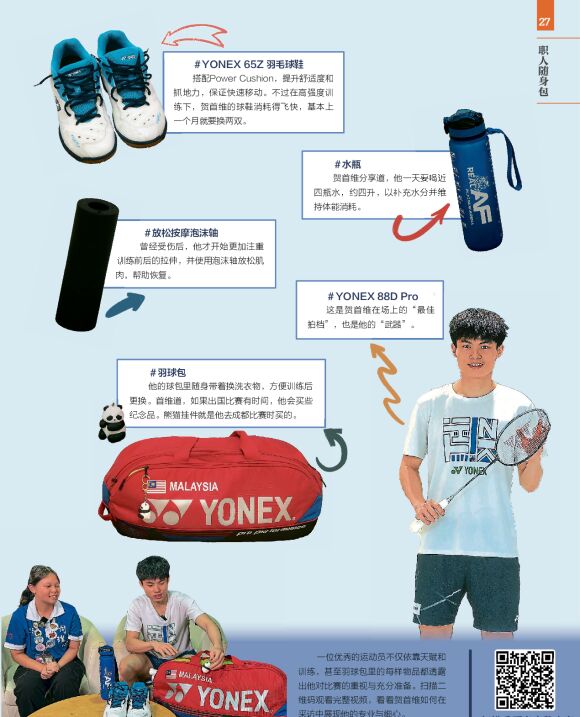 27
职人随身包
#YONEX 65Z 羽毛球鞋
搭配Power Cushion，提升舒适度和
抓地力，保证快速移动。不过在高强度训
练下，贺首维的球鞋消耗得飞快，基本上
一个月就要换两双。
#水瓶
贺首维分享道，他一天要喝近
四瓶水，约四升，以补充水分并维
持体能消耗。
REAL
AF
#放松按摩泡沫轴
曾经受伤后，他才开始更加注重
训练前后的拉伸，并使用泡沫轴放松肌
肉，帮助恢复。
#YONEX 88D Pro
这是贺首维在场上的“最佳
拍档”，也是他的“武器”。
#羽球包
他的球包里随身带着换洗衣物，方便训练后
更换。首维道，如果出国比赛有时间，他会买些
纪念品。熊猫挂件就是他去成都比赛时买的。
YONEX
MALAYSIA
YONEX
MALAYSIA
YONEX
一位优秀的运动员不仅依靠天赋和
训练，甚至羽球包里的每样物品都透露
出他对比赛的重视与充分准备。扫描二
维码观看完整视频，看看贺首维如何在
采访中展现他的专业与细心。